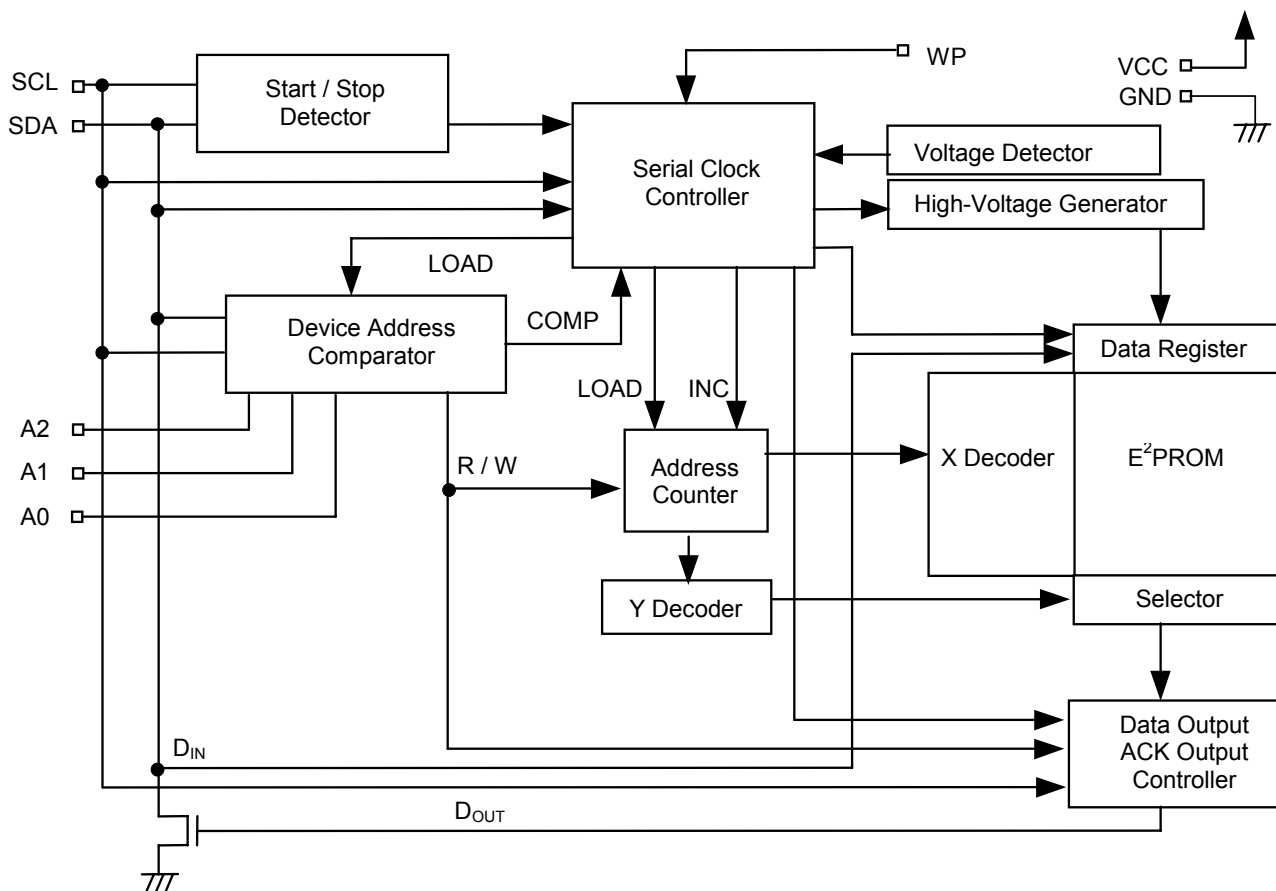 SCL
SDA
Start / Stop
Detector
WP
VCC
GND
Serial Clock
Controller
Voltage Detector
High-Voltage Generator
LOAD
COMP
Device Address
Comparator
Data Register
LOAD
INC
A2
A1
A0
R / W
Address
Counter
X Decoder
E²PROM
Y Decoder
Selector
Data Output
ACK Output
Controller
D_IN
D_OUT